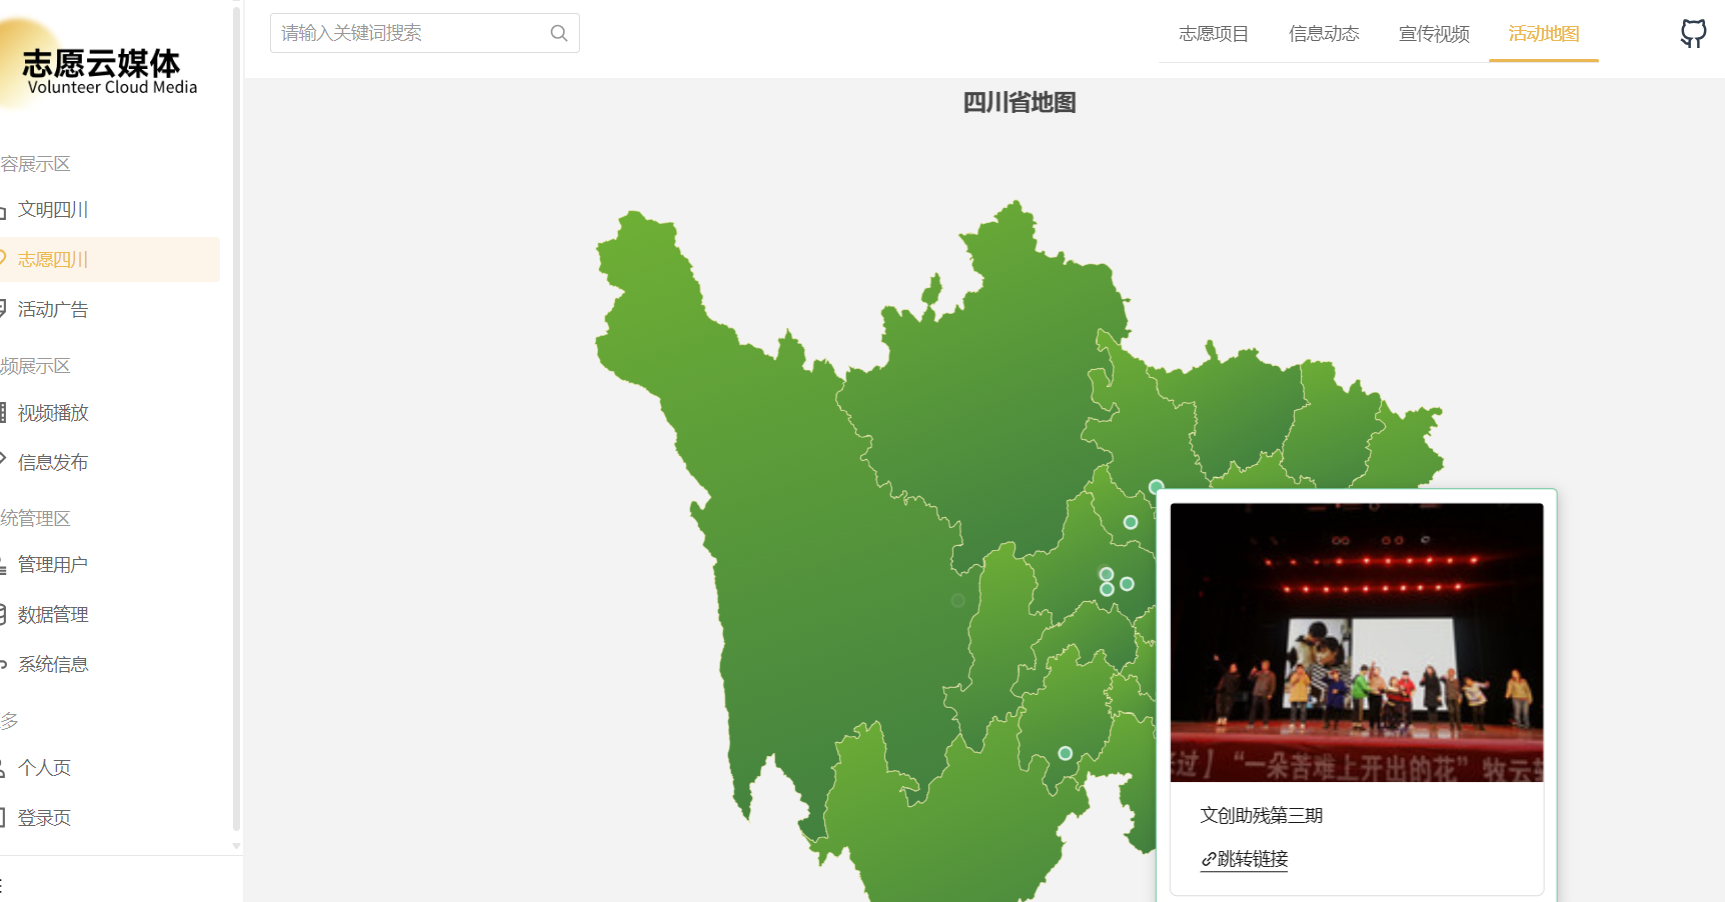 志愿云媒体
Volunteer Cloud Media
请输入关键词搜索
志愿项目
信息动态
宣传视频
活动地图
容展示区
文明四川
志愿四川
活动广告
频展示区
视频播放
信息发布
统管理区
管理用户
数据管理
系统信息
多
个人页
登录页
四川省地图
过】“一朵苦难上开出的花”牧云
文创助残第三期
跳转链接